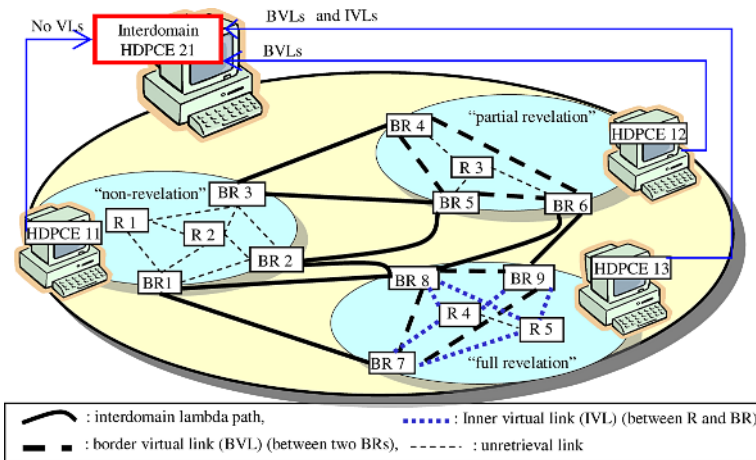 No VLs
Interdomain
HDPCE 21
BVLs and IVLs
BVLs
BR 4
"partial revelation"
HDPCE 12
R 3
"non-revelation"
BR 3
BR 5
BR 6
R 1
HDPCE 11
R 2
BR 2
BR1
BR 8
BR 9
HDPCE 13
R 4
R 5
BR 7
"full revelation"
: interdomain lambda path,
: Inner virtual link (IVL) (between R and BR)
: border virtual link (BVL) (between two BRs),
: unretrieval link